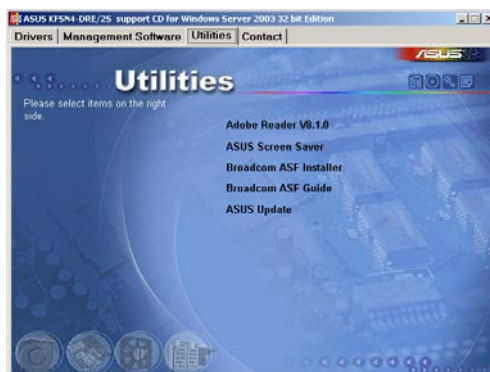 ASUS KFSN4-DRE/2S support CD for Windows Server 2003 32 bit Edition
Drivers Management Software Utilities Contact
ASUS
Utilities
Please select items on the right
side.
Adobe Reader V8.1.0
ASUS Screen Saver
Broadcom ASF Installer
Broadcom ASF Guide
ASUS Update